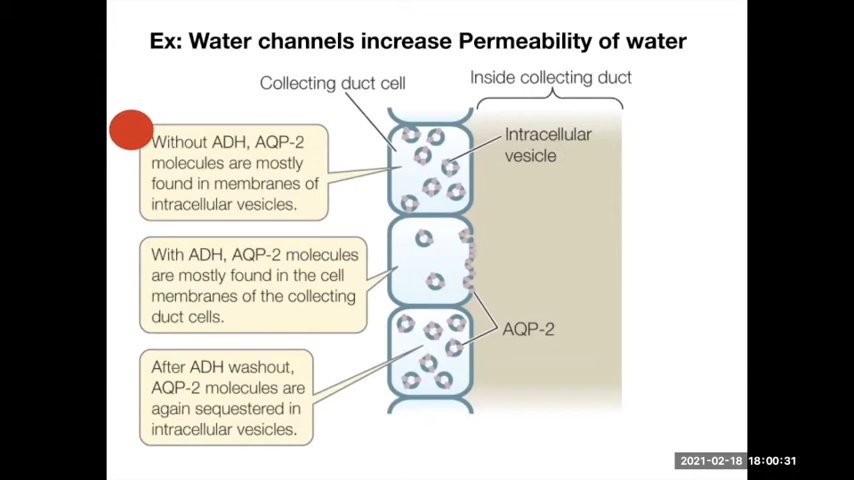 Ex: Water channels increase Permeability of water
Collecting duct cell
Inside collecting duct
Without ADH, AQP-2
molecules are mostly
found in membranes of
intracellular vesicles.
Intracellular
vesicle
With ADH, AQP-2 molecules
are mostly found in the cell
membranes of the collecting
duct cells.
AQP-2
After ADH washout,
AQP-2 molecules are
again sequestered in
intracellular vesicles.
2021-02-18 18:00:31